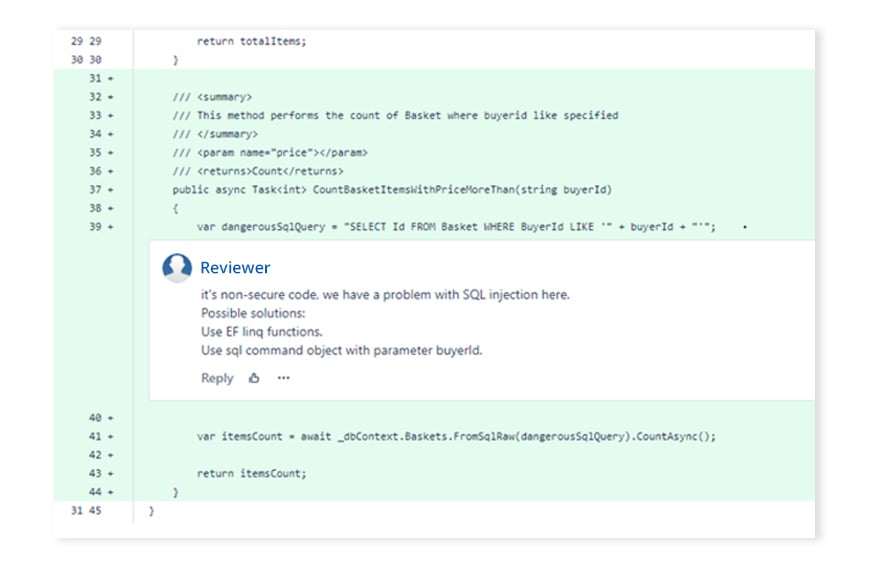 29 29 return totalItems;
30 30 }
31 +
32 + /// <summary>
33 + /// This method performs the count of Basket where buyerid like specified
34 + /// </summary>
35 + /// <param name="price"></param>
36 + /// <returns>Count</returns>
37 + public async Task<int> CountBasketItemsWithPriceMoreThan(string buyerId)
38 + {
39 + var dangerousSqlQuery = "SELECT Id FROM Basket WHERE BuyerId LIKE '" + buyerId + "'";
Reviewer
it's non-secure code, we have a problem with SQL injection here.
Possible solutions:
Use EF linq functions.
Use sql command object with parameter buyerId.
Reply ...
40 +
41 + var itemsCount = await _dbContext.Baskets.FromSqlRaw(dangerousSqlQuery).CountAsync();
42 +
43 + return itemsCount;
44 + }
31 45 }